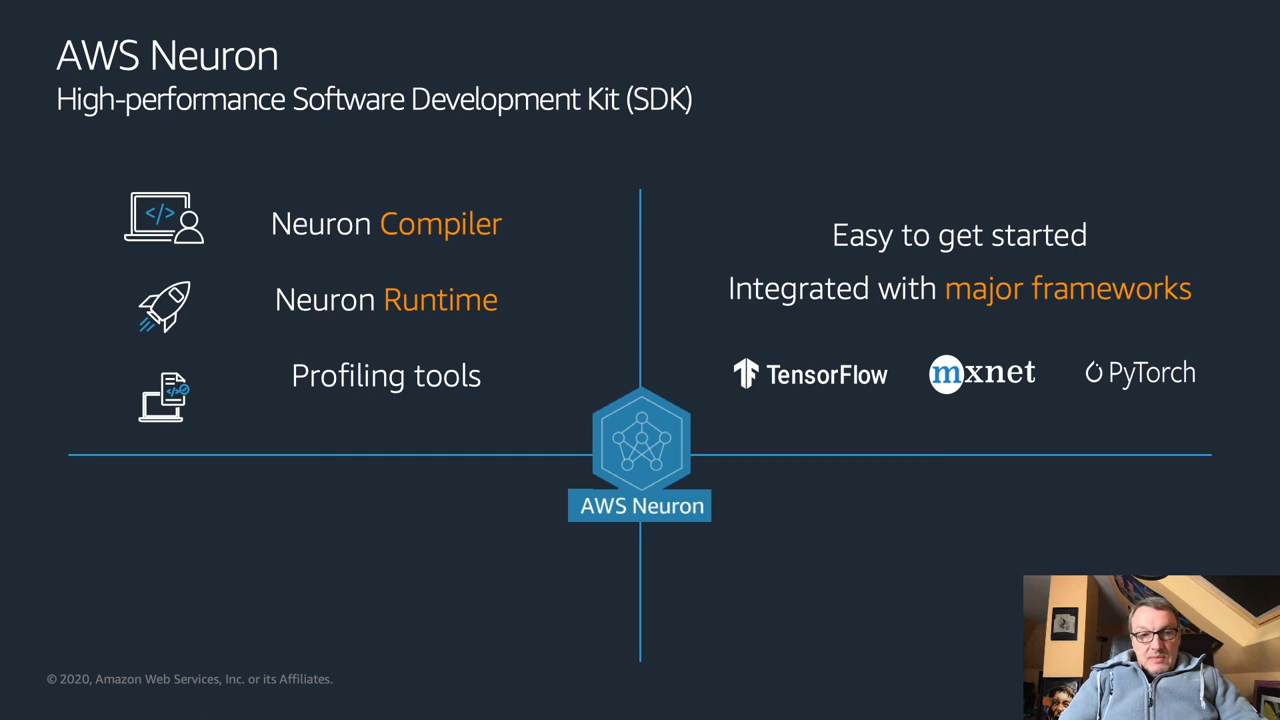 AWS Neuron
High-performance Software Development Kit (SDK)
</>
Neuron Compiler
Neuron Runtime
</>
Profiling tools
Easy to get started
Integrated with major frameworks
TensorFlow
mxnet
PyTorch
AWS Neuron
© 2020, Amazon Web Services, Inc. or its Affiliates.